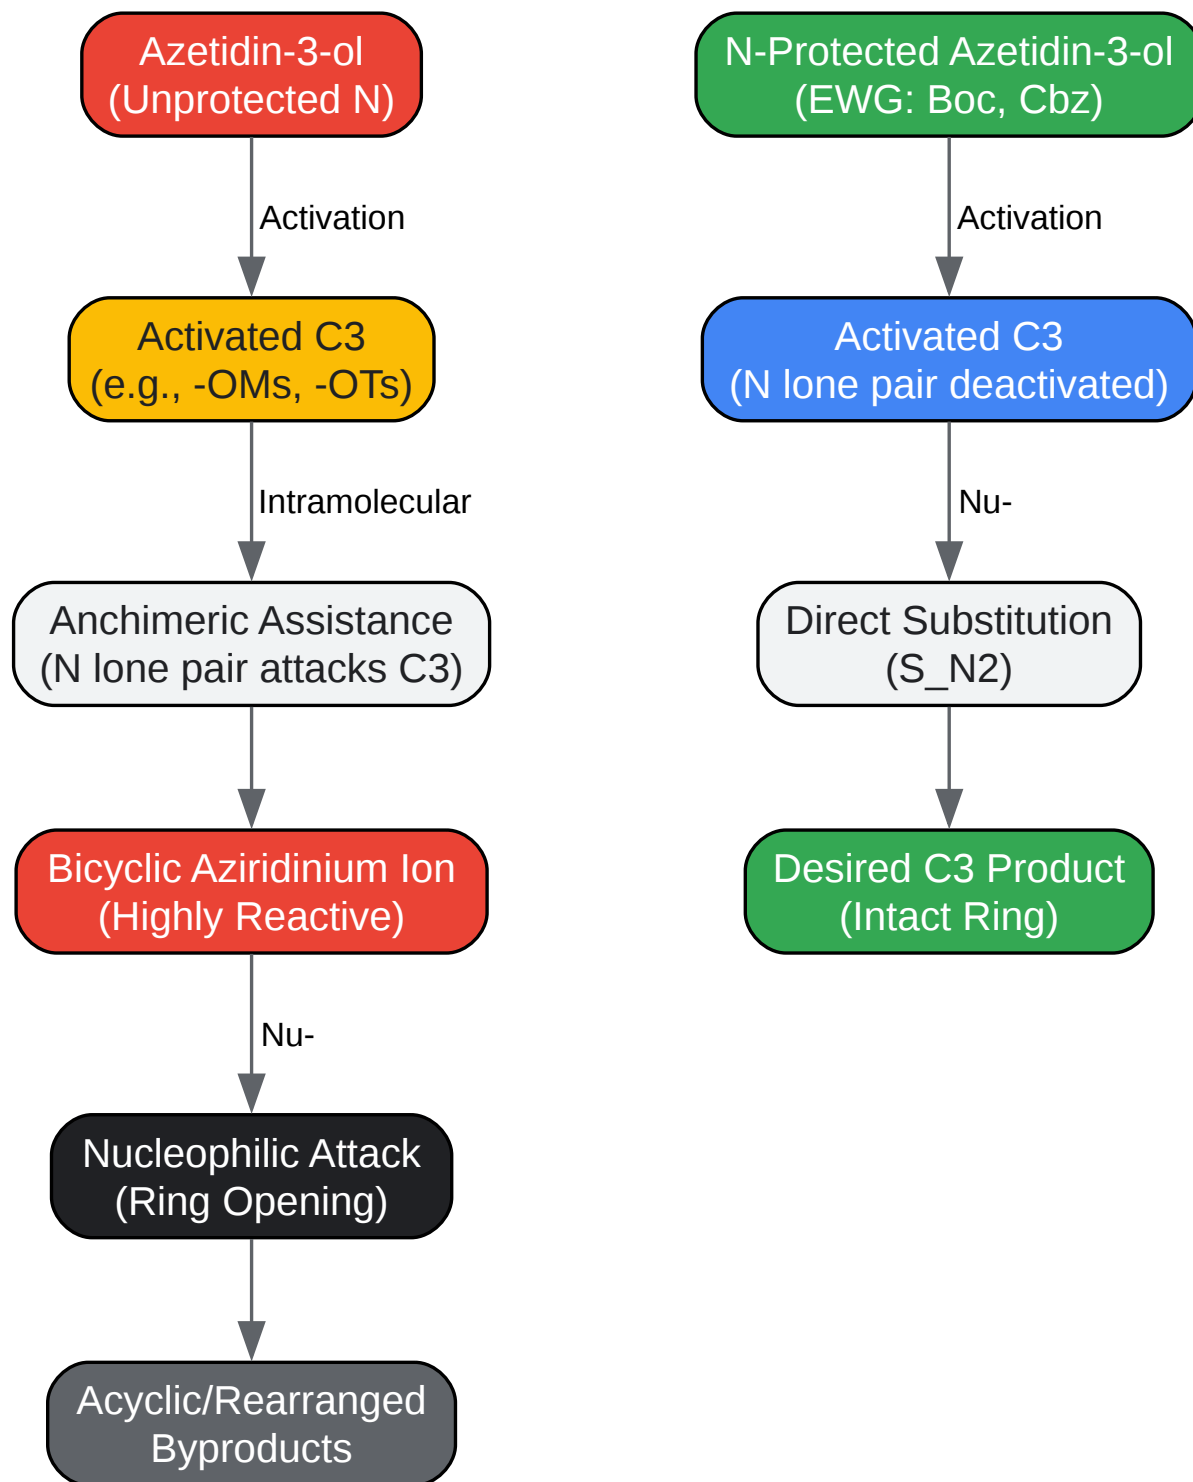 Azetidin-3-ol
(Unprotected N)
Activation
Activated C3
(e.g., -OMs, -OTs)
Intramolecular
Anchimeric Assistance
(N lone pair attacks C3)
Bicyclic Aziridinium Ion
(Highly Reactive)
Nu-
Nucleophilic Attack
(Ring Opening)
Acyclic/Rearranged
Byproducts
N-Protected Azetidin-3-ol
(EWG: Boc, Cbz)
Activation
Activated C3
(N lone pair deactivated)
Nu-
Direct Substitution
(S_N2)
Desired C3 Product
(Intact Ring)